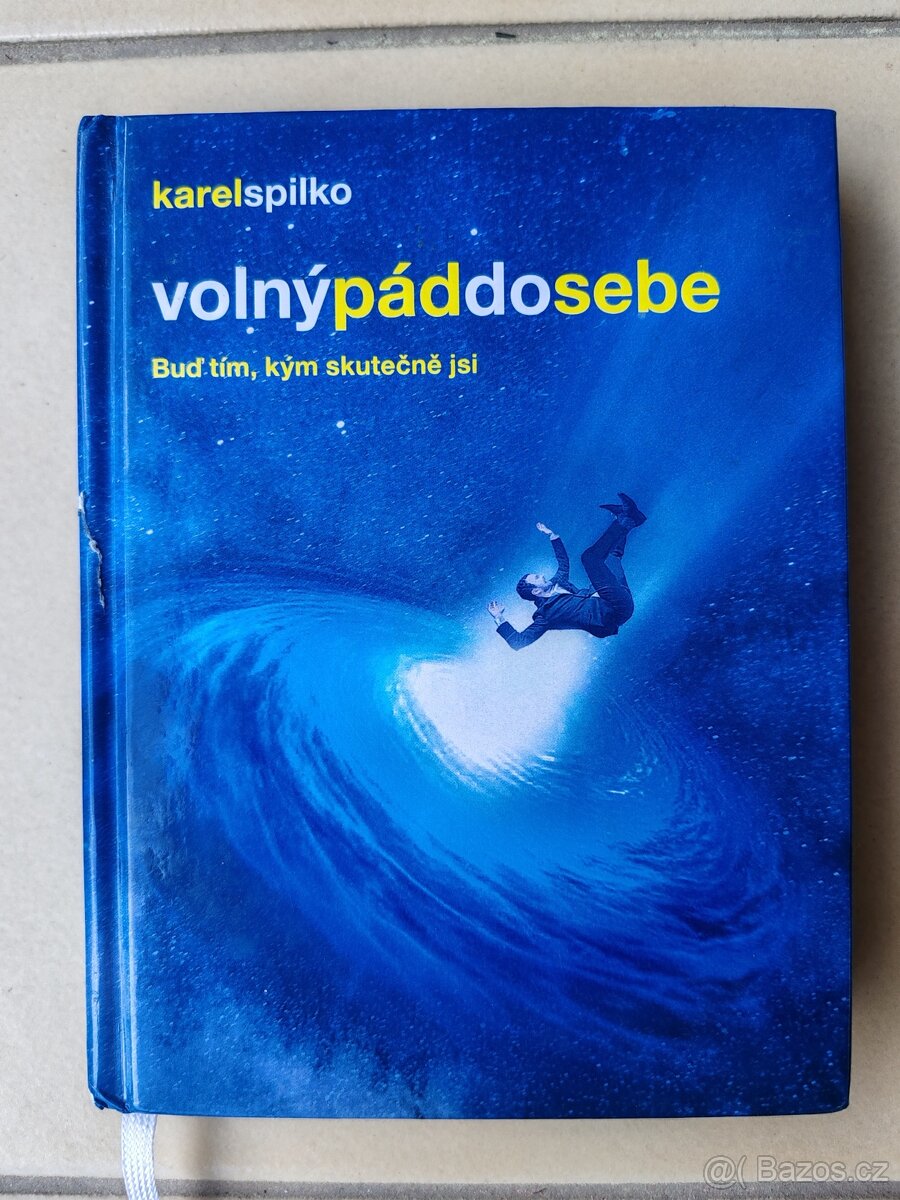 karelspilko
volnýpáddosebe
Buď tím, kým skutečně jsi
@( Bazos.cz